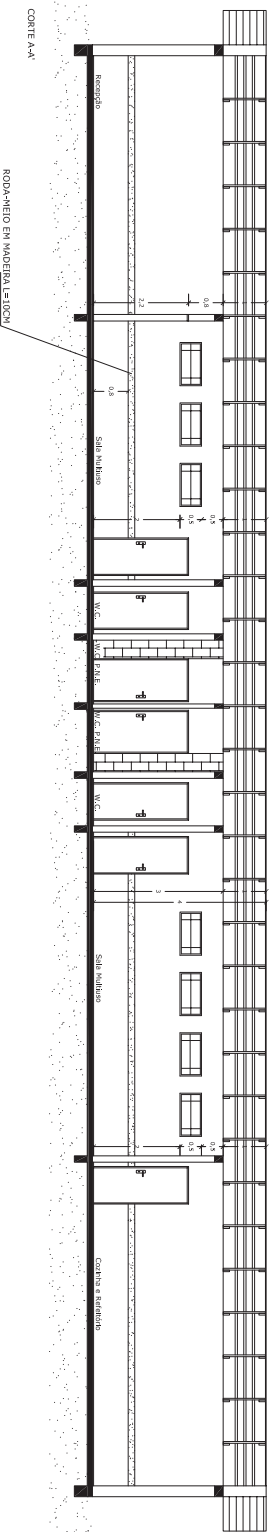 Recepção
2,2
0,8
0,8
Sala Multiuso
2
0,5
0,5
W.C.
W.C. P.N.E
W.C. P.N.E
W.C.
3
4
Sala Multiuso
2
0,5
0,5
Cozinha e Refeitório
CORTE A-A'
RODA-MEIO EM MADEIRA L=10CM